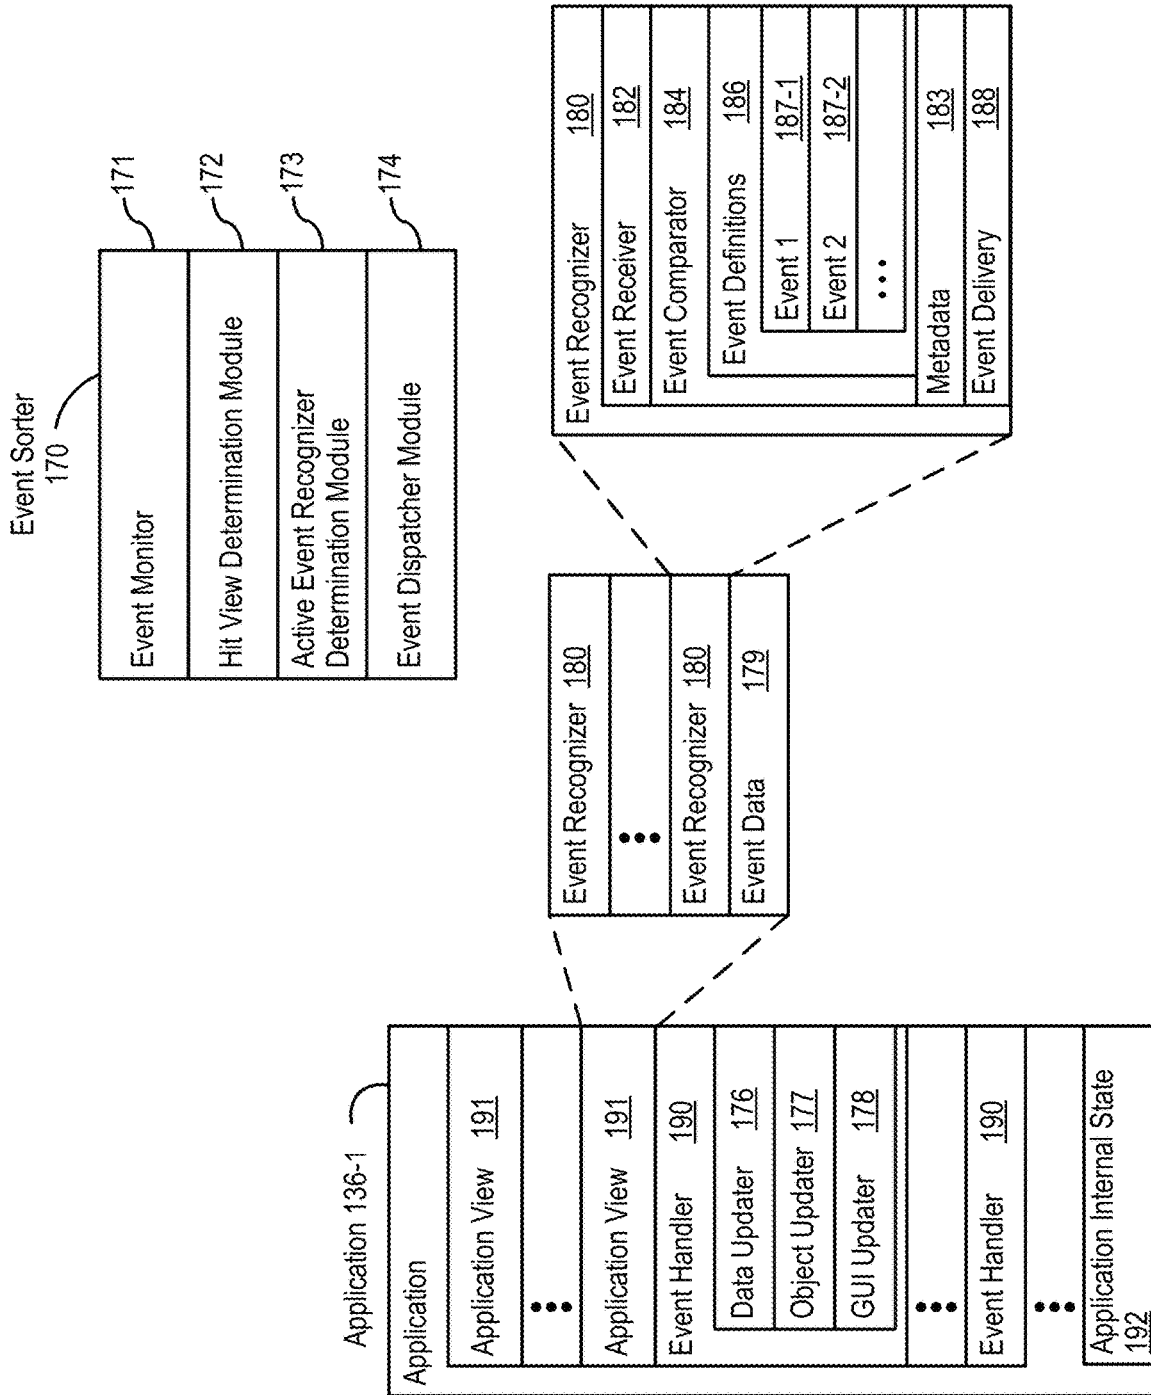 Event Sorter
170
Event Monitor
171
Hit View Determination Module
172
Active Event Recognizer
Determination Module
173
Event Dispatcher Module
174
Application 136-1
Application
Application View 191
•••
Application View 191
Event Handler 190
Data Updater 176
Object Updater 177
GUI Updater 178
•••
Event Handler 190
•••
Application Internal State
192
Event Recognizer 180
•••
Event Recognizer 180
Event Data 179
Event Recognizer 180
Event Receiver 182
Event Comparator 184
Event Definitions 186
Event 1 187-1
Event 2 187-2
•••
Metadata 183
Event Delivery 188